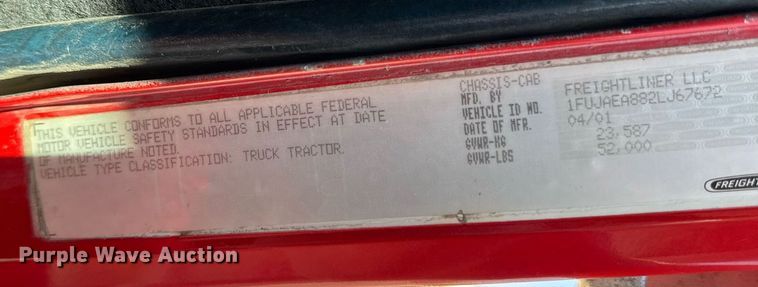 THIS VEHICLE CONFORMS TO ALL APPLICABLE FEDERAL
MOTOR VEHICLE SAFETY STANDARDS IN EFFECT AT DATE
OF MANUFACTURE NOTED.
VEHICLE TYPE CLASSIFICATION: TRUCK TRACTOR.
CHASSIS-CAB
MFD. BY FREIGHTLINER LLC
VEHICLE ID NO. 1FUJAEA882LJ67672
DATE OF MFR. 04/01
GVWR-KG 23,587
GVWR-LBS 52,000
FREIGHT
Purple Wave Auction